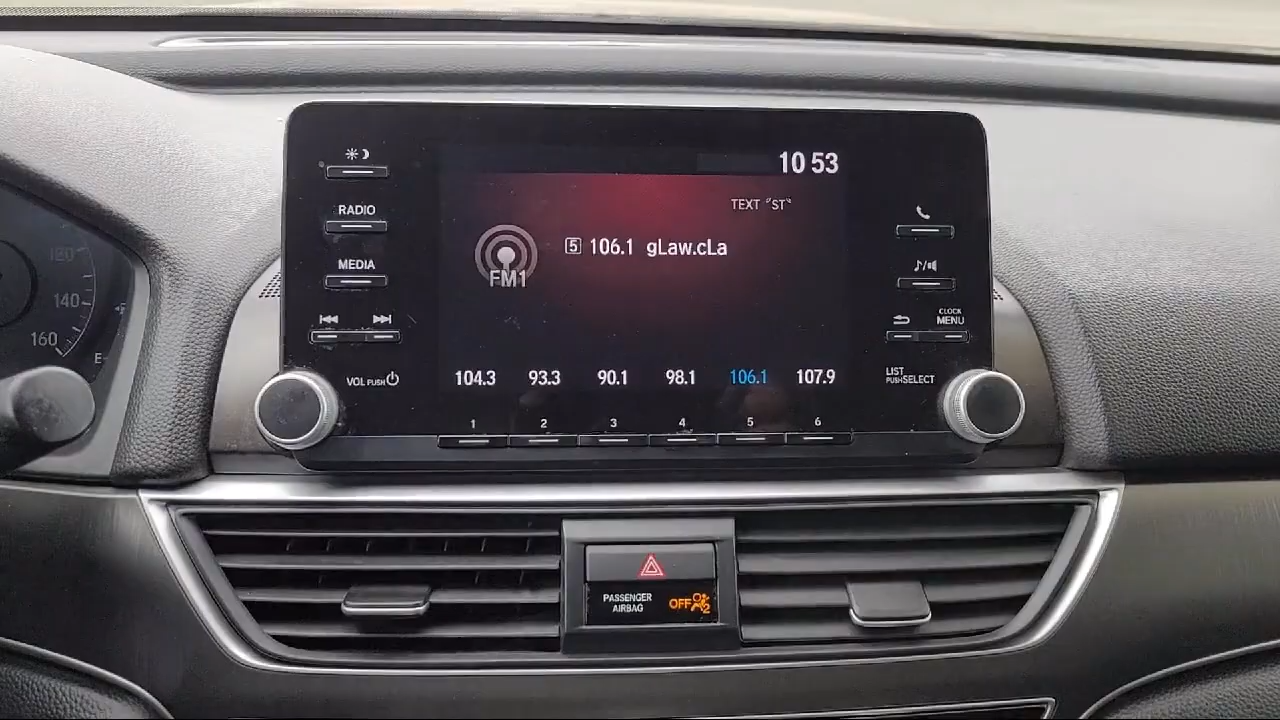 10 53
TEXT "ST"
RADIO
MEDIA
VOL PUSH
FM1
5 106.1 gLaw.cLa
104.3 93.3 90.1 98.1 106.1 107.9
1 2 3 4 5 6
CLOCK
MENU
LIST
PUSH SELECT
140
160
E
PASSENGER
AIRBAG
OFF 2